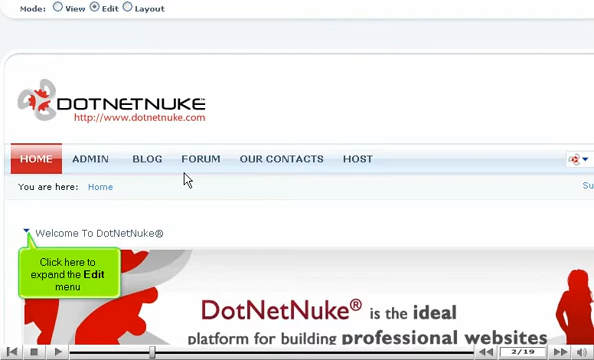 Mode: View Edit Layout
DOTNETNUKE
http://www.dotnetnuke.com
HOME ADMIN BLOG FORUM OUR CONTACTS HOST
You are here: Home Su
Welcome To DotNetNuke®
Click here to
expand the Edit
menu
DotNetNuke® is the ideal
platform for building professional websites
2/19